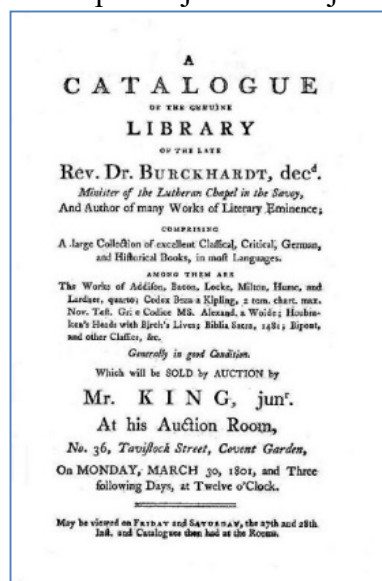 A
CATALOGUE
OF THE GENUINE
LIBRARY
OF THE LATE
Rev. Dr. BURCKHARDT, decd.
Minister of the Lutheran Chapel in the Savoy,
And Author of many Works of Literary Eminence;
COMPRISING
A large Collection of excellent Classical, Critical, German,
and Historical Books, in most Languages.
AMONG THEM ARE
The Works of Addison, Bacon, Locke, Milton, Hume, and
Lardner, quarto; Codex Beza a Kipling, 2 tom. chart. max.
Nov. Test. Gr. e Codice MS. Alexand. a Woide; Houbra-
ken's Heads with Birch's Lives; Biblia Sacra, 1481; Bipont,
and other Classics, &c.
Generally in good Condition.
Which will be SOLD by AUCTION by
Mr. KING, junr.
At his Auction Room,
No. 36, Tavistock Street, Covent Garden,
On MONDAY, MARCH 30, 1801, and Three
following Days, at Twelve o'Clock.
May be viewed on FRIDAY and SATURDAY, the 27th and 28th
Inst. and Catalogues then had at the Rooms.